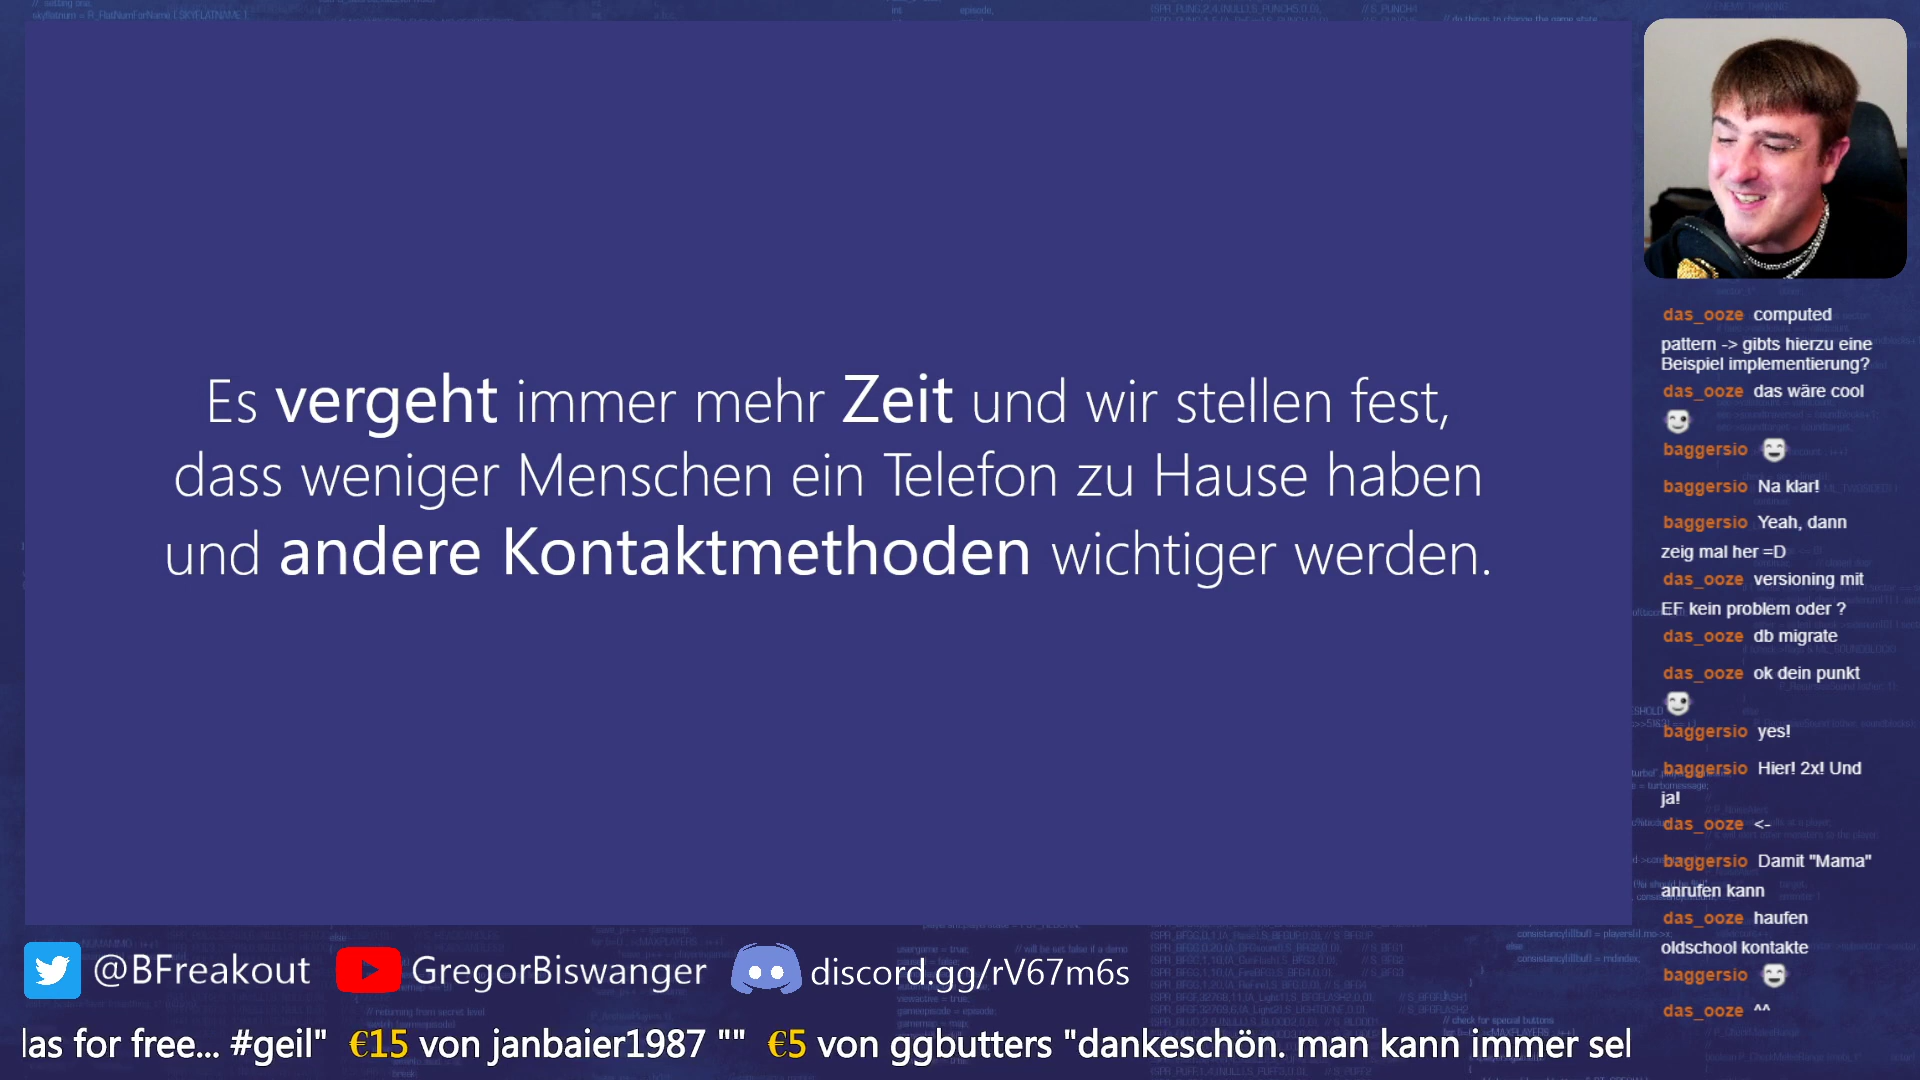 Es vergeht immer mehr Zeit und wir stellen fest,
dass weniger Menschen ein Telefon zu Hause haben
und andere Kontaktmethoden wichtiger werden.
das_ooze computed
pattern -> gibts hierzu eine
Beispiel implementierung?
das_ooze das wäre cool
baggersio
baggersio Na klar!
baggersio Yeah, dann
zeig mal her =D
das_ooze versioning mit
EF kein problem oder ?
das_ooze db migrate
das_ooze ok dein punkt
baggersio yes!
baggersio Hier! 2x! Und
ja!
das_ooze <-
baggersio Damit "Mama"
anrufen kann
das_ooze haufen
oldschool kontakte
baggersio
das_ooze ^^
@BFreakout GregorBiswanger discord.gg/rV67m6s
las for free... #geil" €15 von janbaier1987 "" €5 von ggbutters "dankeschön. man kann immer sel